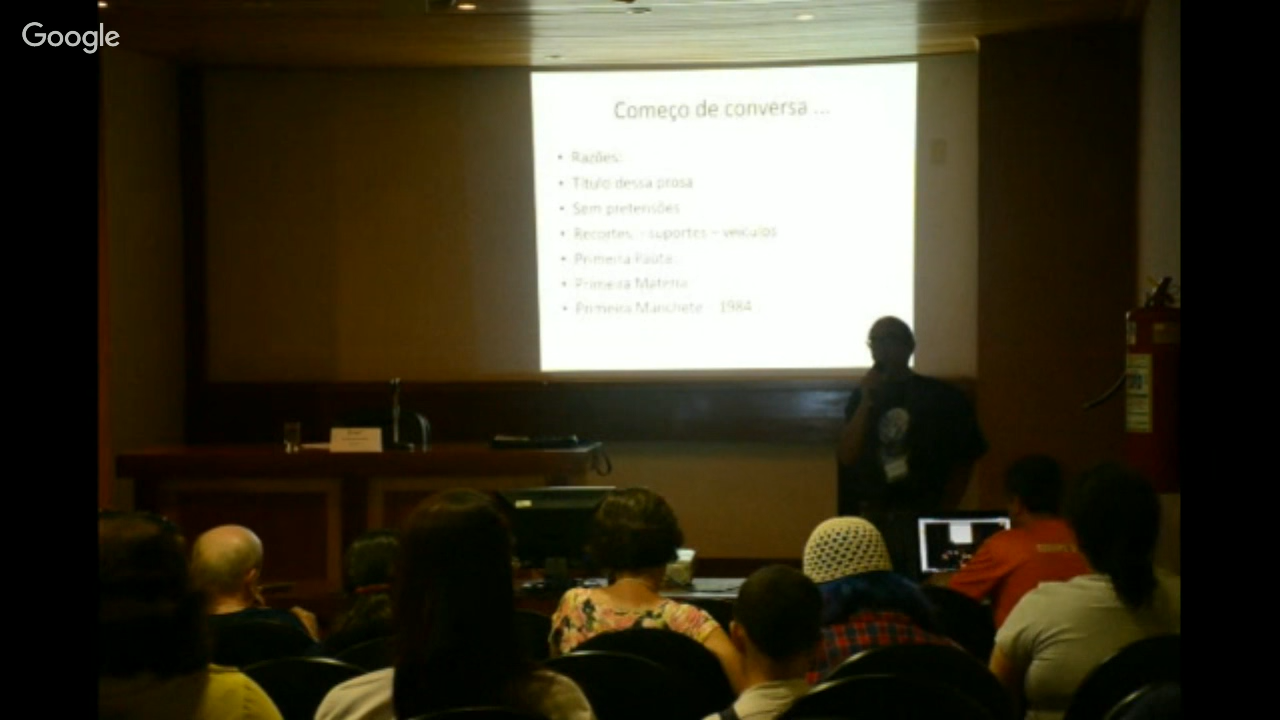 Google
Começo de conversa ...
• Razões:
• Título dessa prosa
• Sem pretensões
• Recortes, - suportes – veículos
• Primeira Pauta
• Primeira Matéria
• Primeira Manchete - 1984